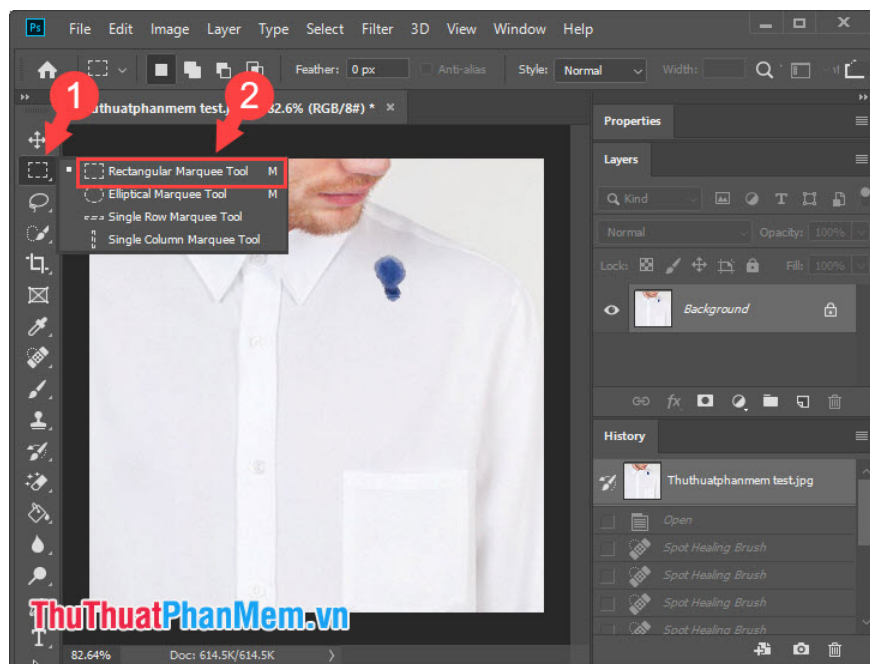 Ps File Edit Image Layer Type Select Filter 3D View Window Help
Feather: 0 px Anti-alias Style: Normal Width:
1 2
thuatphanmem test.j 82.6% (RGB/8#) * ×
Rectangular Marquee Tool M
Elliptical Marquee Tool M
Single Row Marquee Tool
Single Column Marquee Tool
Properties
Layers
Kind
Normal Opacity: 100%
Lock: Fill: 100%
Background
fx
History
Thuthuatphanmem test.jpg
Open
Spot Healing Brush
Spot Healing Brush
Spot Healing Brush
Spot Healing Brush
ThuThuatPhanMem.vn
82.64% Doc: 614.5K/614.5K